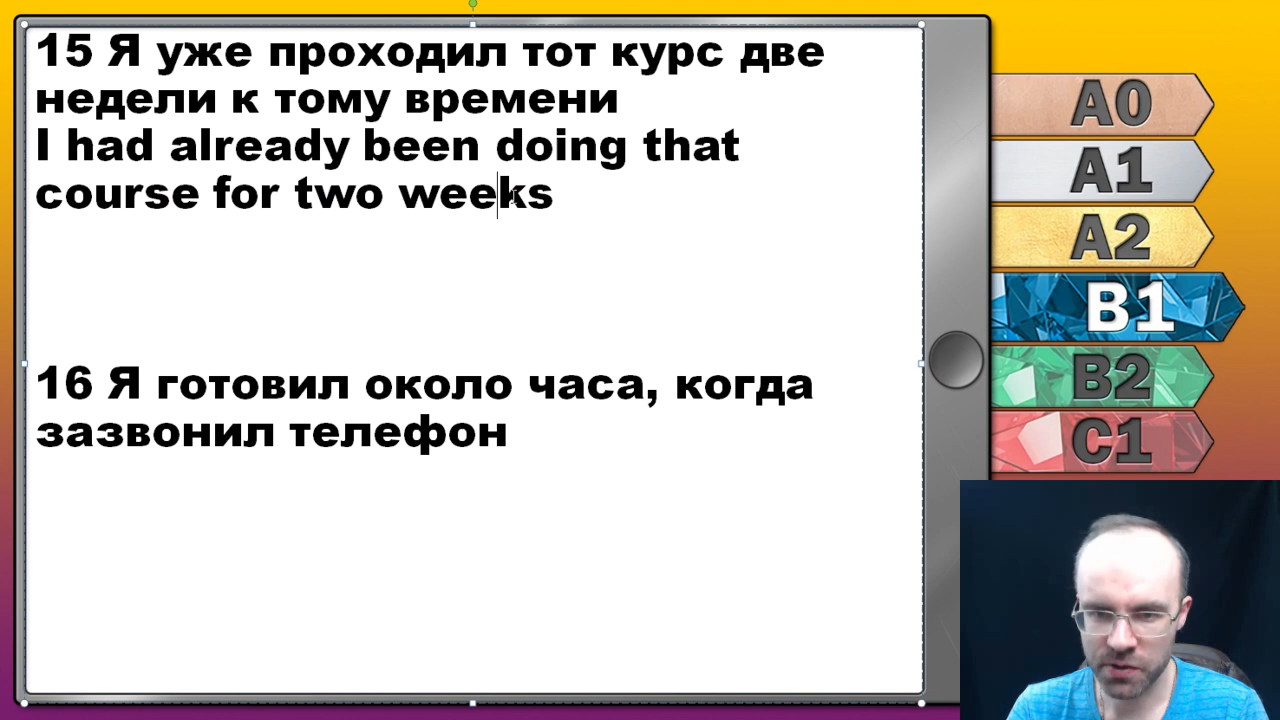 15 Я уже проходил тот курс две
недели к тому времени
I had already been doing that
course for two weeks
16 Я готовил около часа, когда
зазвонил телефон
A0
A1
A2
B1
B2
C1